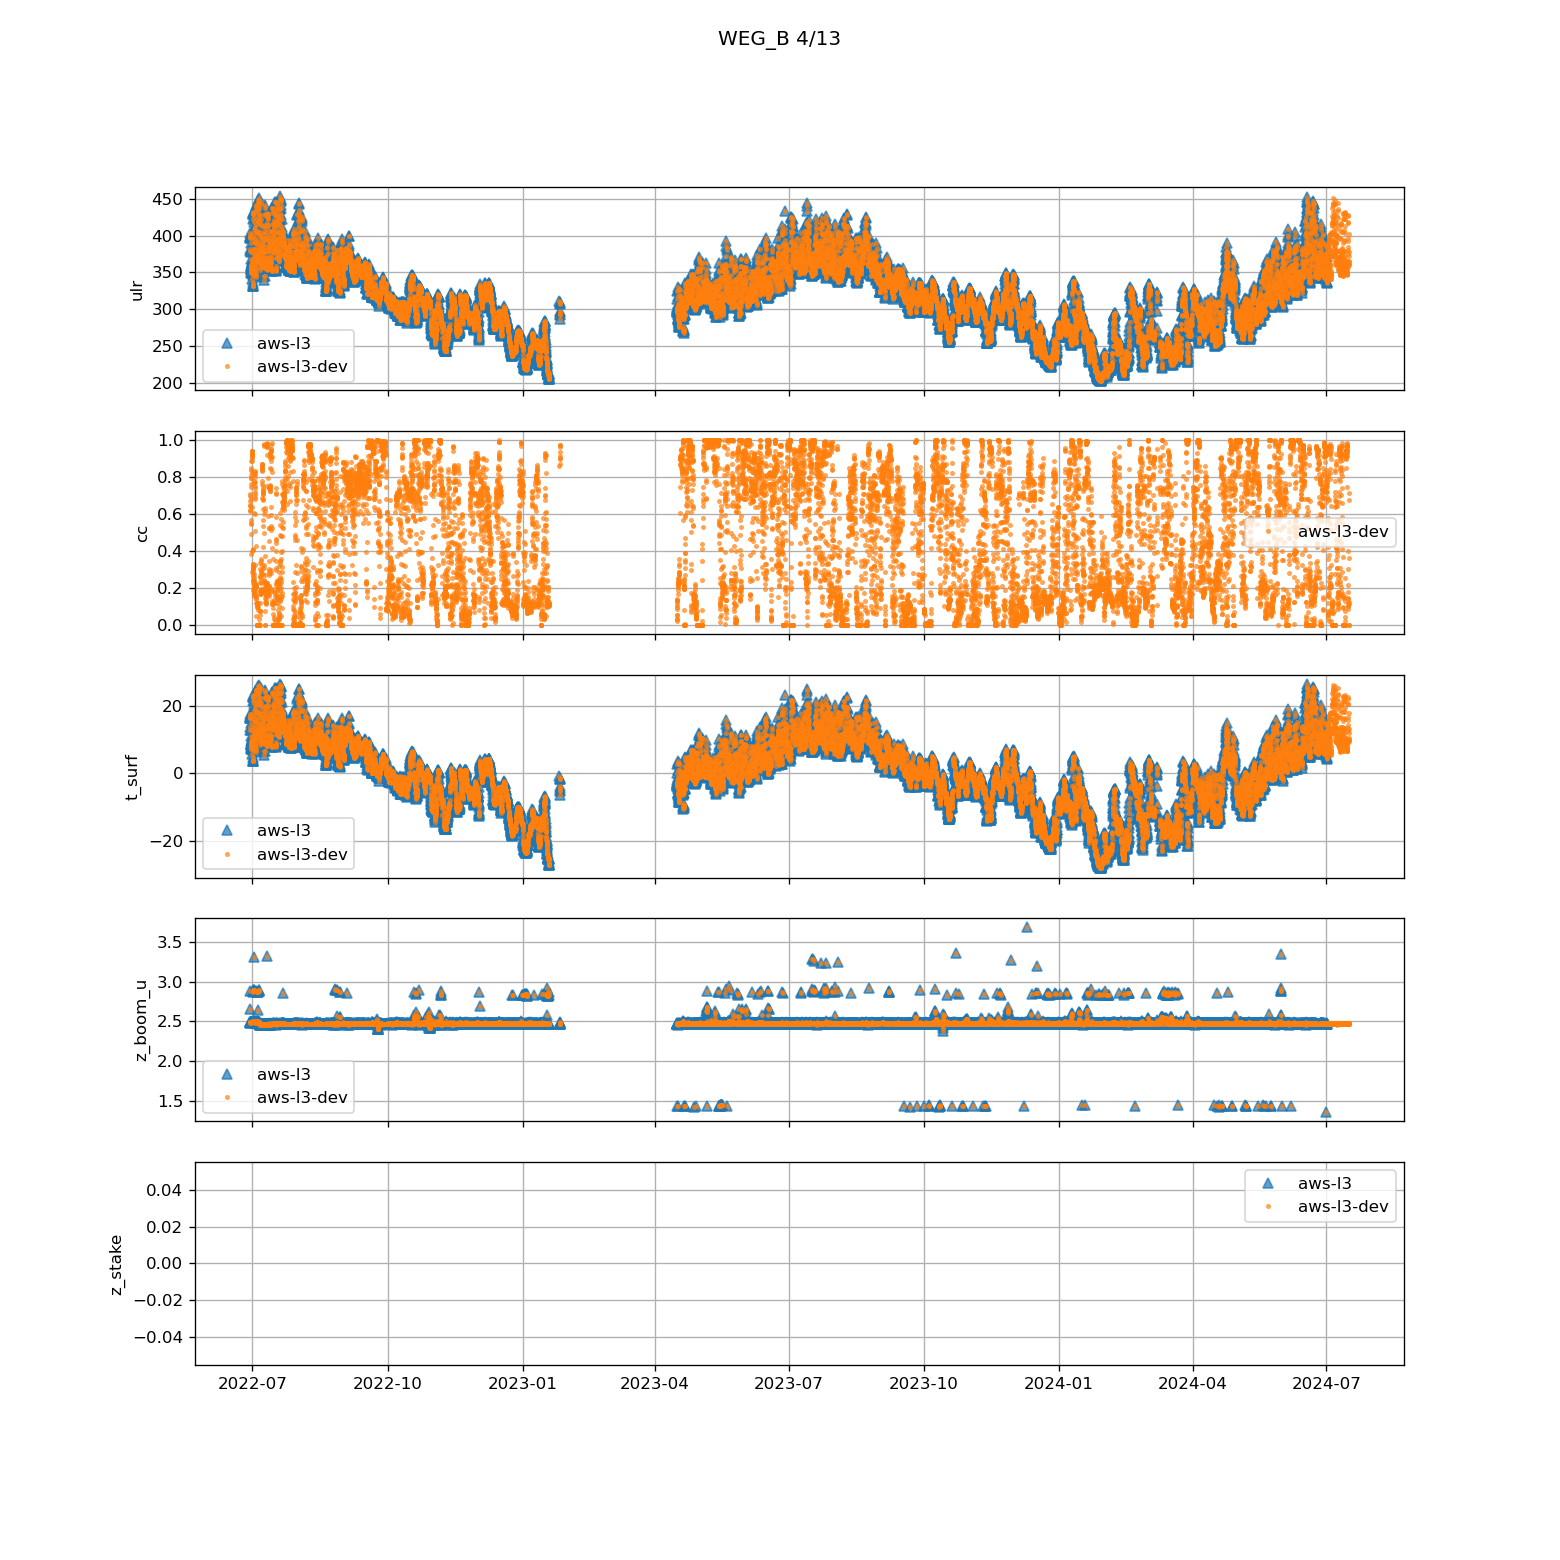 WEG_B 4/13
450
400
350
300
250
200
ulr
aws-l3
aws-l3-dev
1.0
0.8
0.6
0.4
0.2
0.0
cc
aws-l3-dev
20
0
−20
t_surf
aws-l3
aws-l3-dev
3.5
3.0
2.5
2.0
1.5
z_boom_u
aws-l3
aws-l3-dev
0.04
0.02
0.00
−0.02
−0.04
z_stake
aws-l3
aws-l3-dev
2022-07 2022-10 2023-01 2023-04 2023-07 2023-10 2024-01 2024-04 2024-07